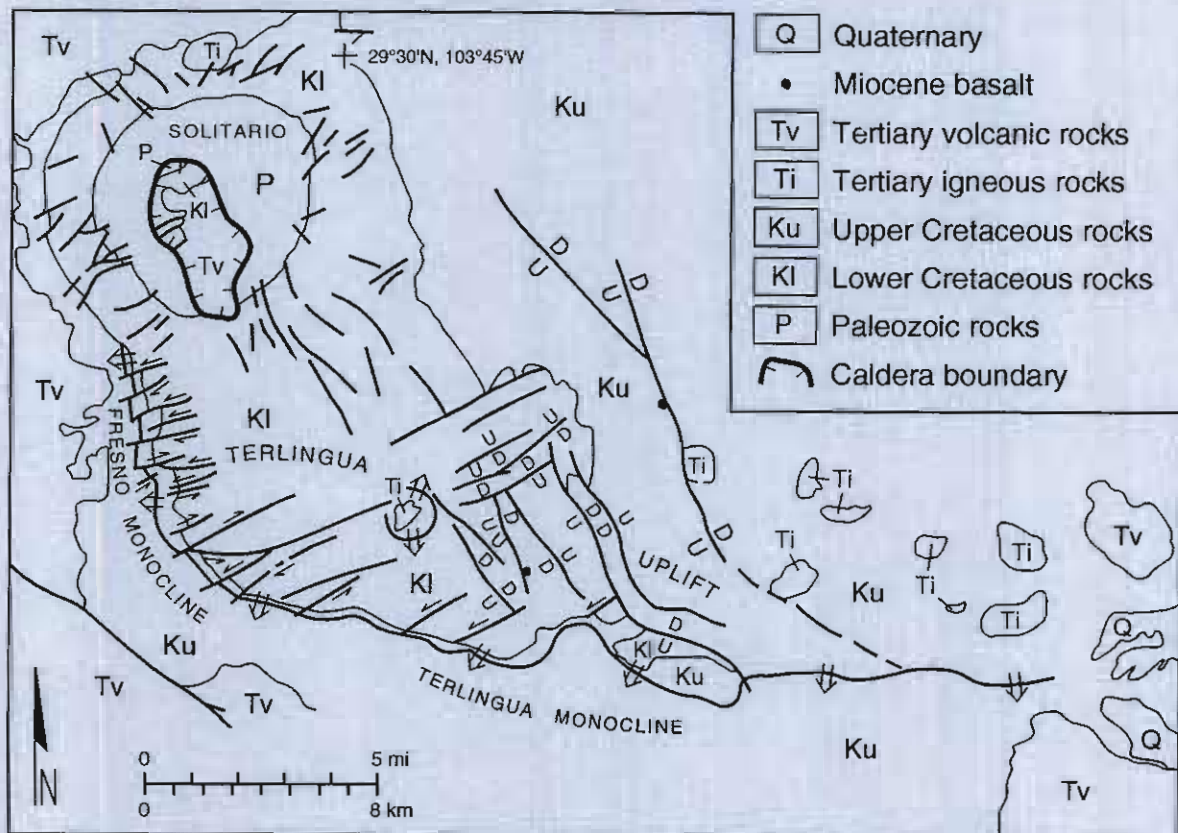 Tv
Ti
Kl
29°30'N, 103°45'W
Ku
SOLITARIO
P
P
Kl
Tv
D
U
D
U
Tv
Ku
FRESNO
MONOCLINE
Kl
TERLINGUA
UPLIFT
Ti
U
D
U
D
U
D
D
U
D
U
U
D
D
U
D
D
U
U
D
D
U
D
U
Kl
D
U
Kl
Ku
D
U
Ti
Ti
Ti
Ti
Ti
Ti
Ku
Tv
Q
Q
Ku
Tv
Tv
TERLINGUA MONOCLINE
Ku
Tv
N
0 5 mi
0 8 km
Q Quaternary
Miocene basalt
Tv Tertiary volcanic rocks
Ti Tertiary igneous rocks
Ku Upper Cretaceous rocks
Kl Lower Cretaceous rocks
P Paleozoic rocks
Caldera boundary